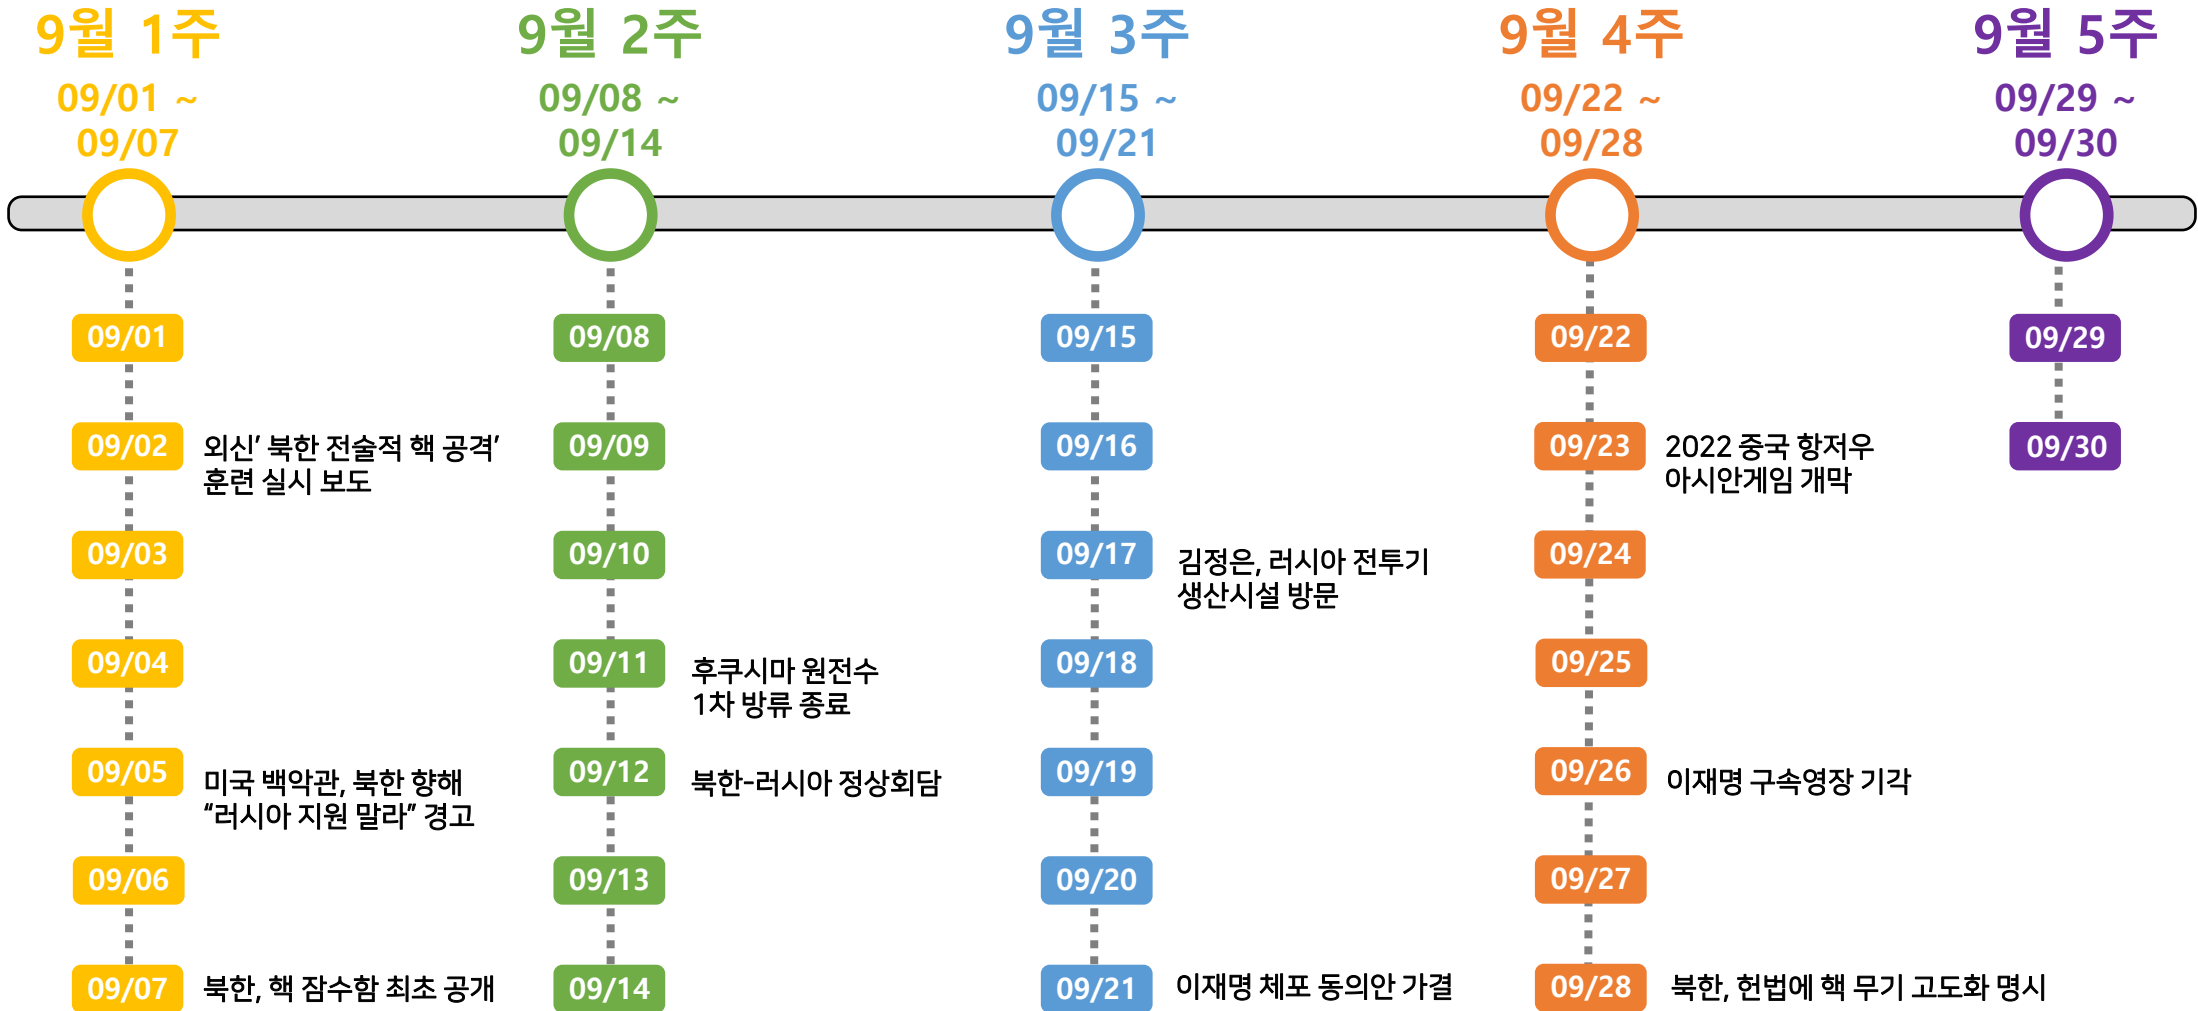 9월 1주
09/01 ~
09/07
09/01
09/02
외신’ 북한 전술적 핵 공격’
훈련 실시 보도
09/03
09/04
09/05
미국 백악관, 북한 향해
“러시아 지원 말라” 경고
09/06
09/07
북한, 핵 잠수함 최초 공개
9월 2주
09/08 ~
09/14
09/08
09/09
09/10
09/11
후쿠시마 원전수
1차 방류 종료
09/12
북한-러시아 정상회담
09/13
09/14
9월 3주
09/15 ~
09/21
09/15
09/16
09/17
김정은, 러시아 전투기
생산시설 방문
09/18
09/19
09/20
09/21
이재명 체포 동의안 가결
9월 4주
09/22 ~
09/28
09/22
09/23
2022 중국 항저우
아시안게임 개막
09/24
09/25
09/26
이재명 구속영장 기각
09/27
09/28
북한, 헌법에 핵 무기 고도화 명시
9월 5주
09/29 ~
09/30
09/29
09/30